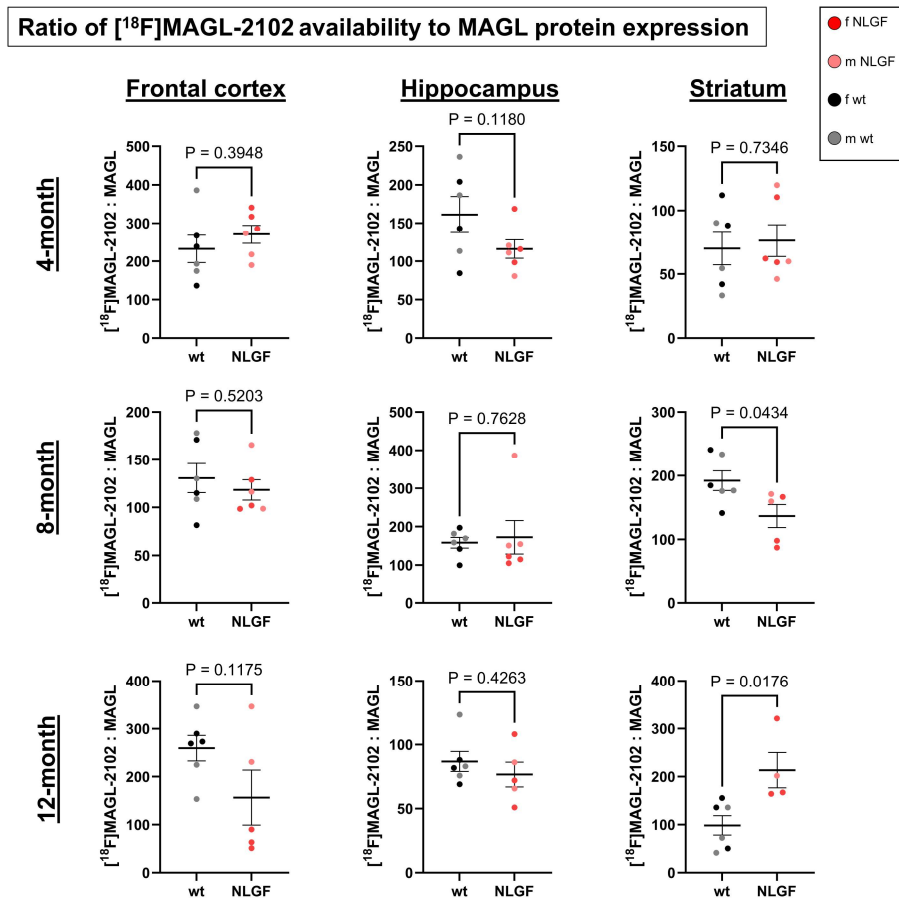 Ratio of [¹⁸F]MAGL-2102 availability to MAGL protein expression
f NLGF
m NLGF
f wt
m wt
Frontal cortex
Hippocampus
Striatum
4-month
[¹⁸F]MAGL-2102 : MAGL
500
400
300
200
100
0
P = 0.3948
wt
NLGF
[¹⁸F]MAGL-2102 : MAGL
250
200
150
100
50
0
P = 0.1180
wt
NLGF
[¹⁸F]MAGL-2102 : MAGL
150
100
50
0
P = 0.7346
wt
NLGF
8-month
[¹⁸F]MAGL-2102 : MAGL
200
150
100
50
0
P = 0.5203
wt
NLGF
[¹⁸F]MAGL-2102 : MAGL
500
400
300
200
100
0
P = 0.7628
wt
NLGF
[¹⁸F]MAGL-2102 : MAGL
300
200
100
0
P = 0.0434
wt
NLGF
12-month
[¹⁸F]MAGL-2102 : MAGL
400
300
200
100
0
P = 0.1175
wt
NLGF
[¹⁸F]MAGL-2102 : MAGL
150
100
50
0
P = 0.4263
wt
NLGF
[¹⁸F]MAGL-2102 : MAGL
400
300
200
100
0
P = 0.0176
wt
NLGF